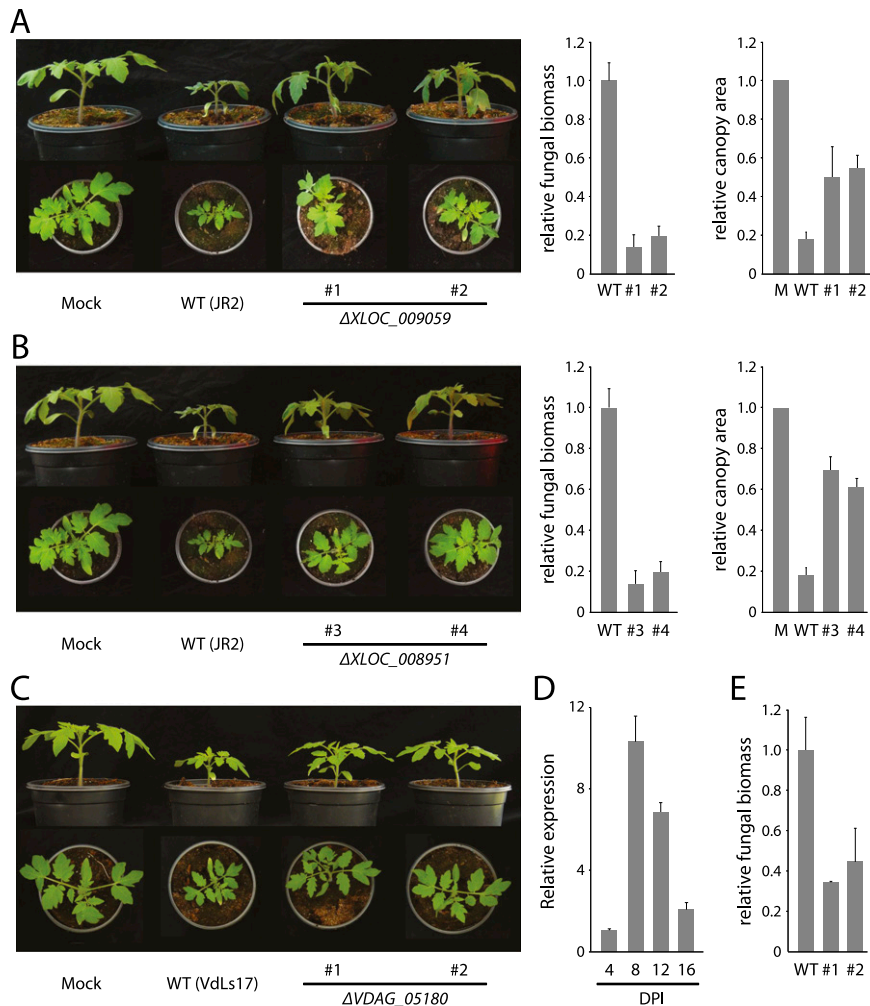 A
Mock
WT (JR2)
#1
#2
ΔXLOC_009059
relative fungal biomass
1.2
1.0
0.8
0.6
0.4
0.2
0
WT #1 #2
relative canopy area
1.2
1.0
0.8
0.6
0.4
0.2
0
M WT #1 #2
B
Mock
WT (JR2)
#3
#4
ΔXLOC_008951
relative fungal biomass
1.2
1.0
0.8
0.6
0.4
0.2
0
WT #3 #4
relative canopy area
1.2
1.0
0.8
0.6
0.4
0.2
0
M WT #3 #4
C
Mock
WT (VdLs17)
#1
#2
ΔVDAG_05180
D
Relative expression
12
8
4
0
4 8 12 16
DPI
E
relative fungal biomass
1.2
1.0
0.8
0.6
0.4
0.2
0
WT #1 #2